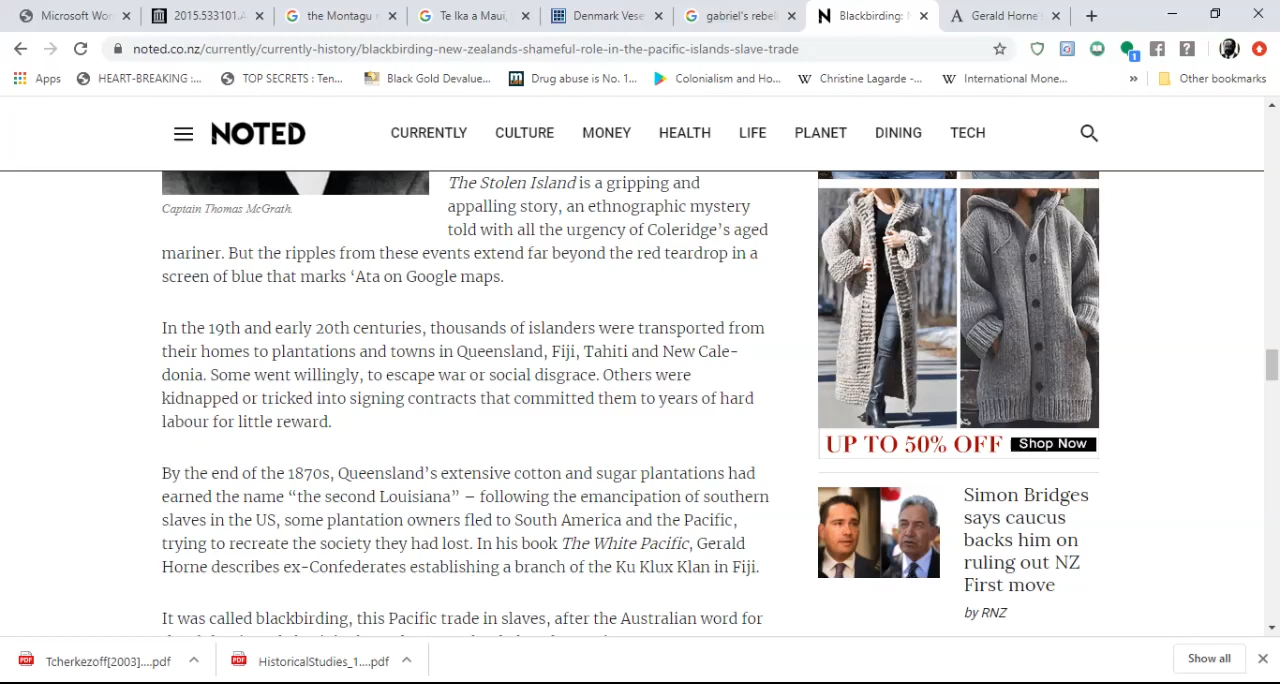 Microsoft Wor
2015.533101.
the Montagu
Te Ika a Maui,
Denmark Vese
gabriel's rebel
Blackbirding:
Gerald Horne's
noted.co.nz/currently/currently-history/blackbirding-new-zealands-shameful-role-in-the-pacific-islands-slave-trade
Apps
HEART-BREAKING :...
TOP SECRETS : Ten...
Black Gold Devalue...
Drug abuse is No. 1...
Colonialism and Ho...
Christine Lagarde -...
International Mone...
»
Other bookmarks
NOTED
CURRENTLY CULTURE MONEY HEALTH LIFE PLANET DINING TECH
Captain Thomas McGrath.
The Stolen Island is a gripping and
appalling story, an ethnographic mystery
told with all the urgency of Coleridge’s aged
mariner. But the ripples from these events extend far beyond the red teardrop in a
screen of blue that marks ‘Ata on Google maps.
In the 19th and early 20th centuries, thousands of islanders were transported from
their homes to plantations and towns in Queensland, Fiji, Tahiti and New Cale-
donia. Some went willingly, to escape war or social disgrace. Others were
kidnapped or tricked into signing contracts that committed them to years of hard
labour for little reward.
By the end of the 1870s, Queensland’s extensive cotton and sugar plantations had
earned the name “the second Louisiana” – following the emancipation of southern
slaves in the US, some plantation owners fled to South America and the Pacific,
trying to recreate the society they had lost. In his book The White Pacific, Gerald
Horne describes ex-Confederates establishing a branch of the Ku Klux Klan in Fiji.
It was called blackbirding, this Pacific trade in slaves, after the Australian word for
UP TO 50% OFF Shop Now
Simon Bridges
says caucus
backs him on
ruling out NZ
First move
by RNZ
Tcherkezoff[2003]....pdf
HistoricalStudies_1....pdf
Show all